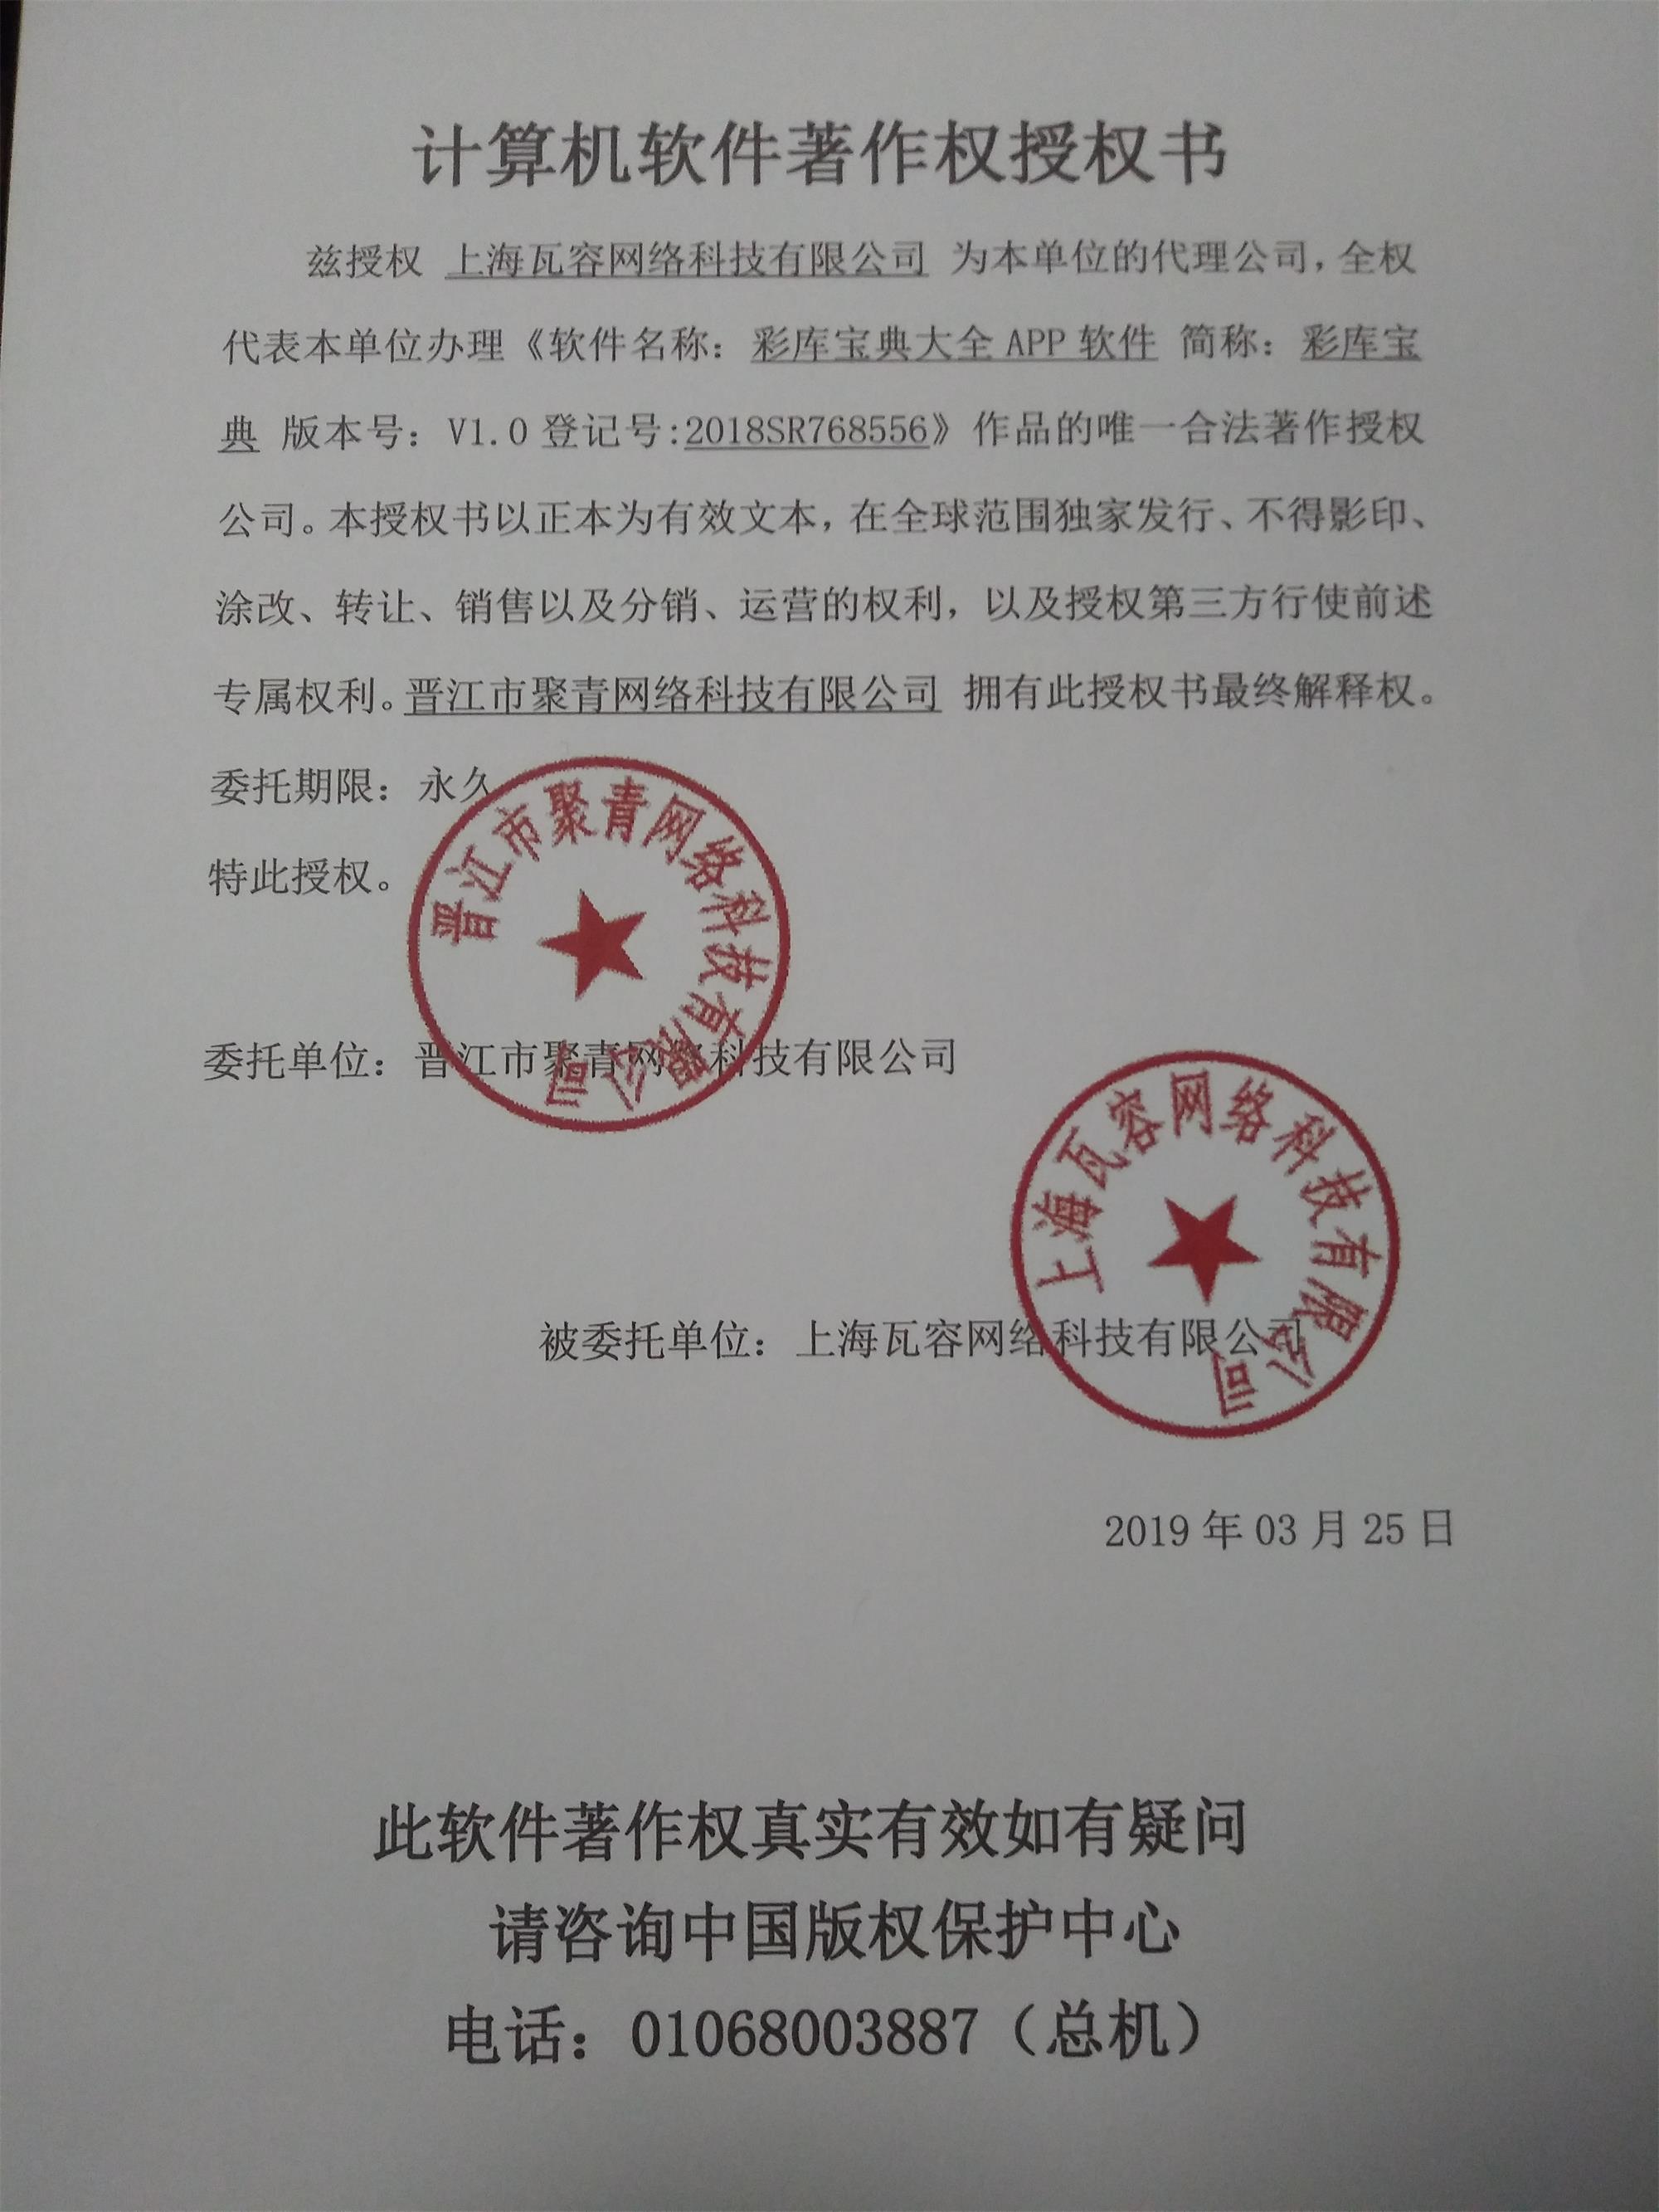 计算机软件著作权授权书
兹授权 上海瓦容网络科技有限公司 为本单位的代理公司，全权
代表本单位办理《软件名称：彩库宝典大全 APP 软件 简称：彩库宝
典 版本号：V1.0 登记号:2018SR768556》作品的唯一合法著作授权
公司。本授权书以正本为有效文本，在全球范围独家发行、不得影印、
涂改、转让、销售以及分销、运营的权利，以及授权第三方行使前述
专属权利。晋江市聚青网络科技有限公司 拥有此授权书最终解释权。
委托期限：永久
特此授权。
晋江市聚青网络科技有限公司
委托单位：晋江市聚青网络科技有限公司
上海瓦容网络科技有限公司
被委托单位：上海瓦容网络科技有限公司
2019 年 03 月 25 日
此软件著作权真实有效如有疑问
请咨询中国版权保护中心
电话：01068003887（总机）